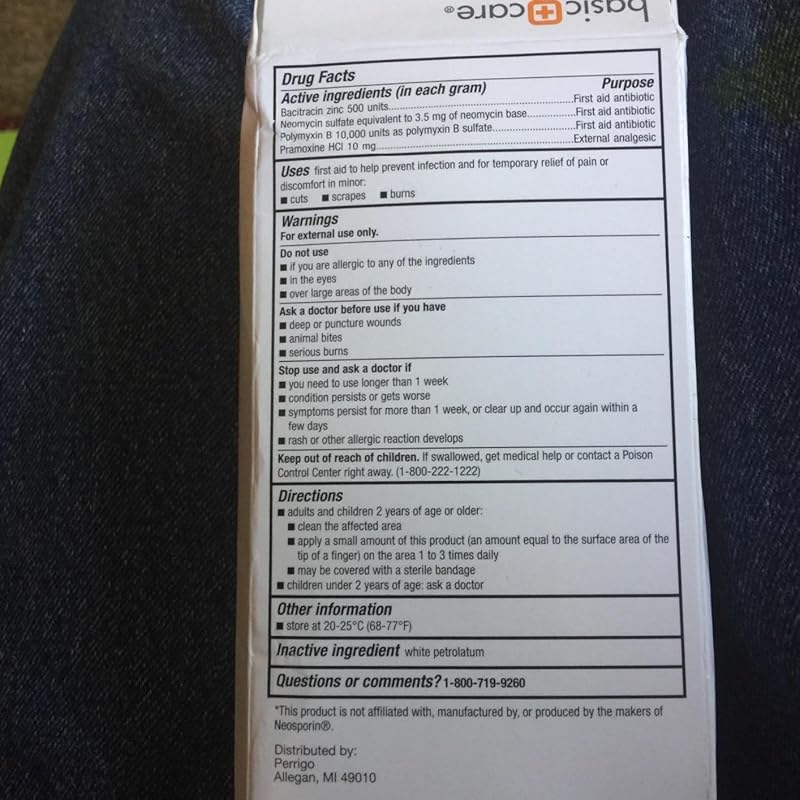 basic care®
Drug Facts
Active ingredients (in each gram) Purpose
Bacitracin zinc 500 units..........First aid antibiotic
Neomycin sulfate equivalent to 3.5 mg of neomycin base..........First aid antibiotic
Polymyxin B 10,000 units as polymyxin B sulfate..........First aid antibiotic
Pramoxine HCl 10 mg..........External analgesic
Uses first aid to help prevent infection and for temporary relief of pain or
discomfort in minor:
■ cuts ■ scrapes ■ burns
Warnings
For external use only.
Do not use
■ if you are allergic to any of the ingredients
■ in the eyes
■ over large areas of the body
Ask a doctor before use if you have
■ deep or puncture wounds
■ animal bites
■ serious burns
Stop use and ask a doctor if
■ you need to use longer than 1 week
■ condition persists or gets worse
■ symptoms persist for more than 1 week, or clear up and occur again within a
few days
■ rash or other allergic reaction develops
Keep out of reach of children. If swallowed, get medical help or contact a Poison
Control Center right away. (1-800-222-1222)
Directions
■ adults and children 2 years of age or older:
■ clean the affected area
■ apply a small amount of this product (an amount equal to the surface area of the
tip of a finger) on the area 1 to 3 times daily
■ may be covered with a sterile bandage
■ children under 2 years of age: ask a doctor
Other information
■ store at 20-25°C (68-77°F)
Inactive ingredient white petrolatum
Questions or comments? 1-800-719-9260
*This product is not affiliated with, manufactured by, or produced by the makers of
Neosporin®.
Distributed by:
Perrigo
Allegan, MI 49010